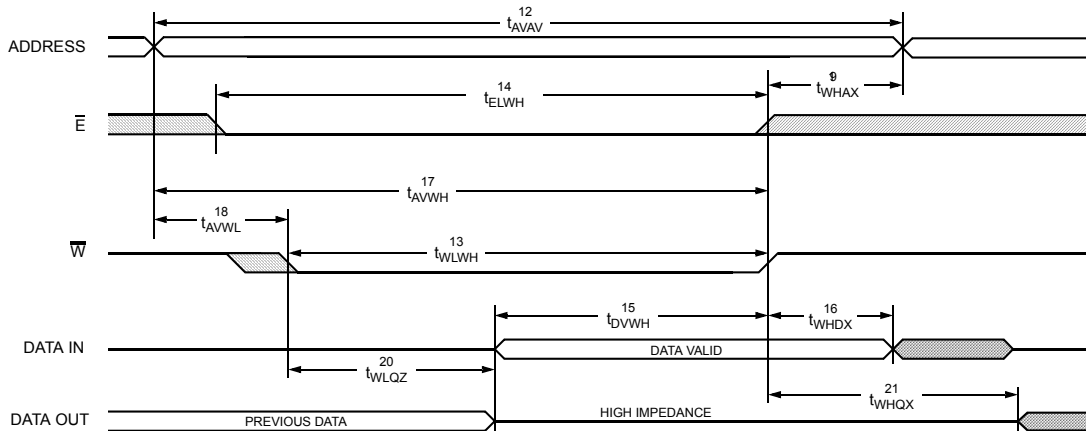 12
tAVAV
ADDRESS
14
tELWH
9
tWHAX
E
17
tAVWH
18
tAVWL
W
13
tWLWH
15
tDVWH
16
tWHDX
DATA IN
DATA VALID
20
tWLQZ
21
tWHQX
DATA OUT
PREVIOUS DATA
HIGH IMPEDANCE